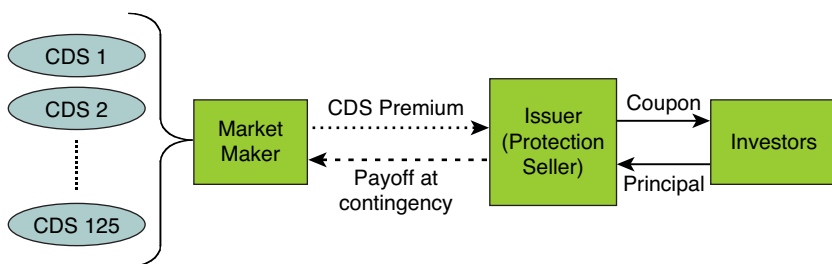 CDS 1
CDS 2
CDS 125
Market
Maker
CDS Premium
Payoff at
contingency
Issuer
(Protection
Seller)
Coupon
Principal
Investors